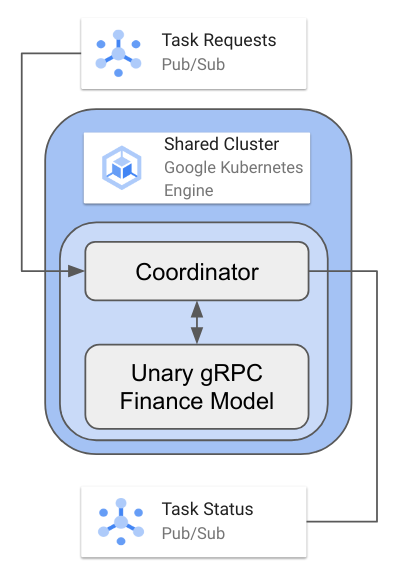 Task Requests
Pub/Sub
Shared Cluster
Google Kubernetes
Engine
Coordinator
Unary gRPC
Finance Model
Task Status
Pub/Sub